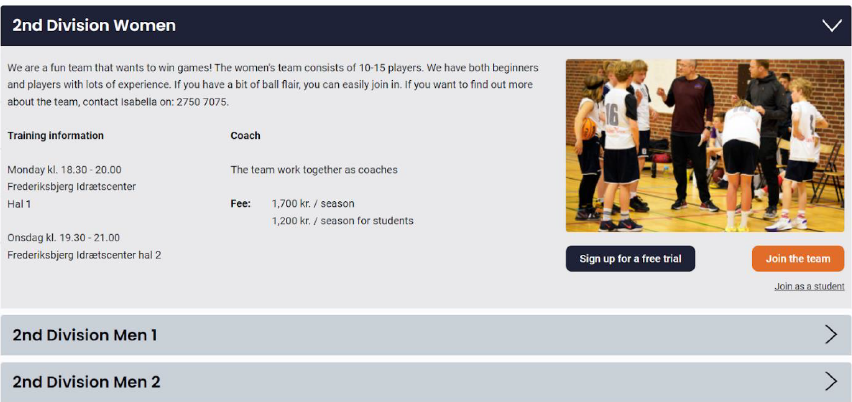 2nd Division Women
We are a fun team that wants to win games! The women's team consists of 10-15 players. We have both beginners
and players with lots of experience. If you have a bit of ball flair, you can easily join in. If you want to find out more
about the team, contact Isabella on: 2750 7075.
Training information
Monday kl. 18.30 - 20.00
Frederiksbjerg Idrætscenter
Hal 1
Onsdag kl. 19.30 - 21.00
Frederiksbjerg Idrætscenter hal 2
Coach
The team work together as coaches
Fee: 1,700 kr. / season
1,200 kr. / season for students
16
Sign up for a free trial
Join the team
Join as a student
2nd Division Men 1
2nd Division Men 2